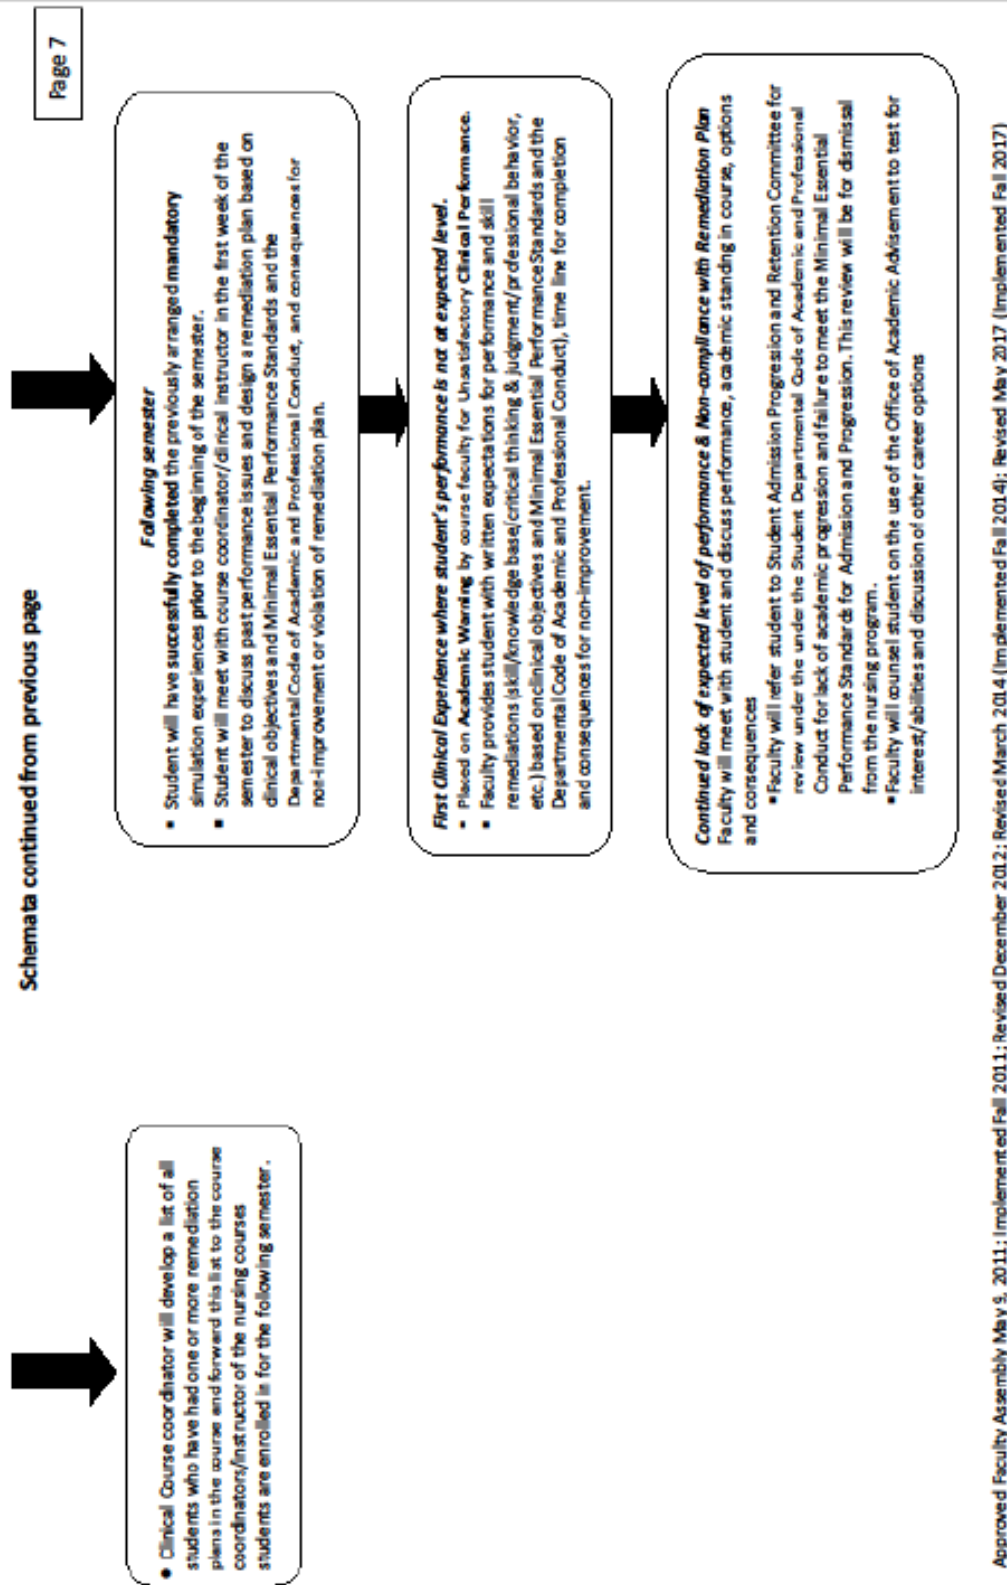 Schemata continued from previous page
Page 7
• Clinical Course coordinator will develop a list of all
students who have had one or more remediation
plans in the course and forward this list to the course
coordinators/instructor of the nursing courses
students are enrolled in for the following semester.
Following semester
▪ Student will have successfully completed the previously arranged mandatory
simulation experiences prior to the beginning of the semester.
▪ Student will meet with course coordinator/clinical instructor in the first week of the
semester to discuss past performance issues and design a remediation plan based on
clinical objectives and Minimal Essential Performance Standards and the
Departmental Code of Academic and Professional Conduct, and consequences for
non-improvement or violation of remediation plan.
First Clinical Experience where student's performance is not at expected level.
▪ Placed on Academic Warning by course faculty for Unsatisfactory Clinical Performance.
▪ Faculty provides student with written expectations for performance and skill
remediations (skill/knowledge base/critical thinking & judgment/professional behavior,
etc.) based on clinical objectives and Minimal Essential Performance Standards and the
Departmental Code of Academic and Professional Conduct), time line for completion
and consequences for non-improvement.
Continued lack of expected level of performance & Non-compliance with Remediation Plan
Faculty will meet with student and discuss performance, academic standing in course, options
and consequences
▪Faculty will refer student to Student Admission Progression and Retention Committee for
review under the under the Student Departmental Code of Academic and Professional
Conduct for lack of academic progression and failure to meet the Minimal Essential
Performance Standards for Admission and Progression. This review will be for dismissal
from the nursing program.
▪Faculty will counsel student on the use of the Office of Academic Advisement to test for
interest/abilities and discussion of other career options
Approved Faculty Assembly May 9, 2011; Implemented Fall 2011; Revised December 2012; Revised March 2014 (Implemented Fall 2014); Revised May 2017 (Implemented Fall 2017)